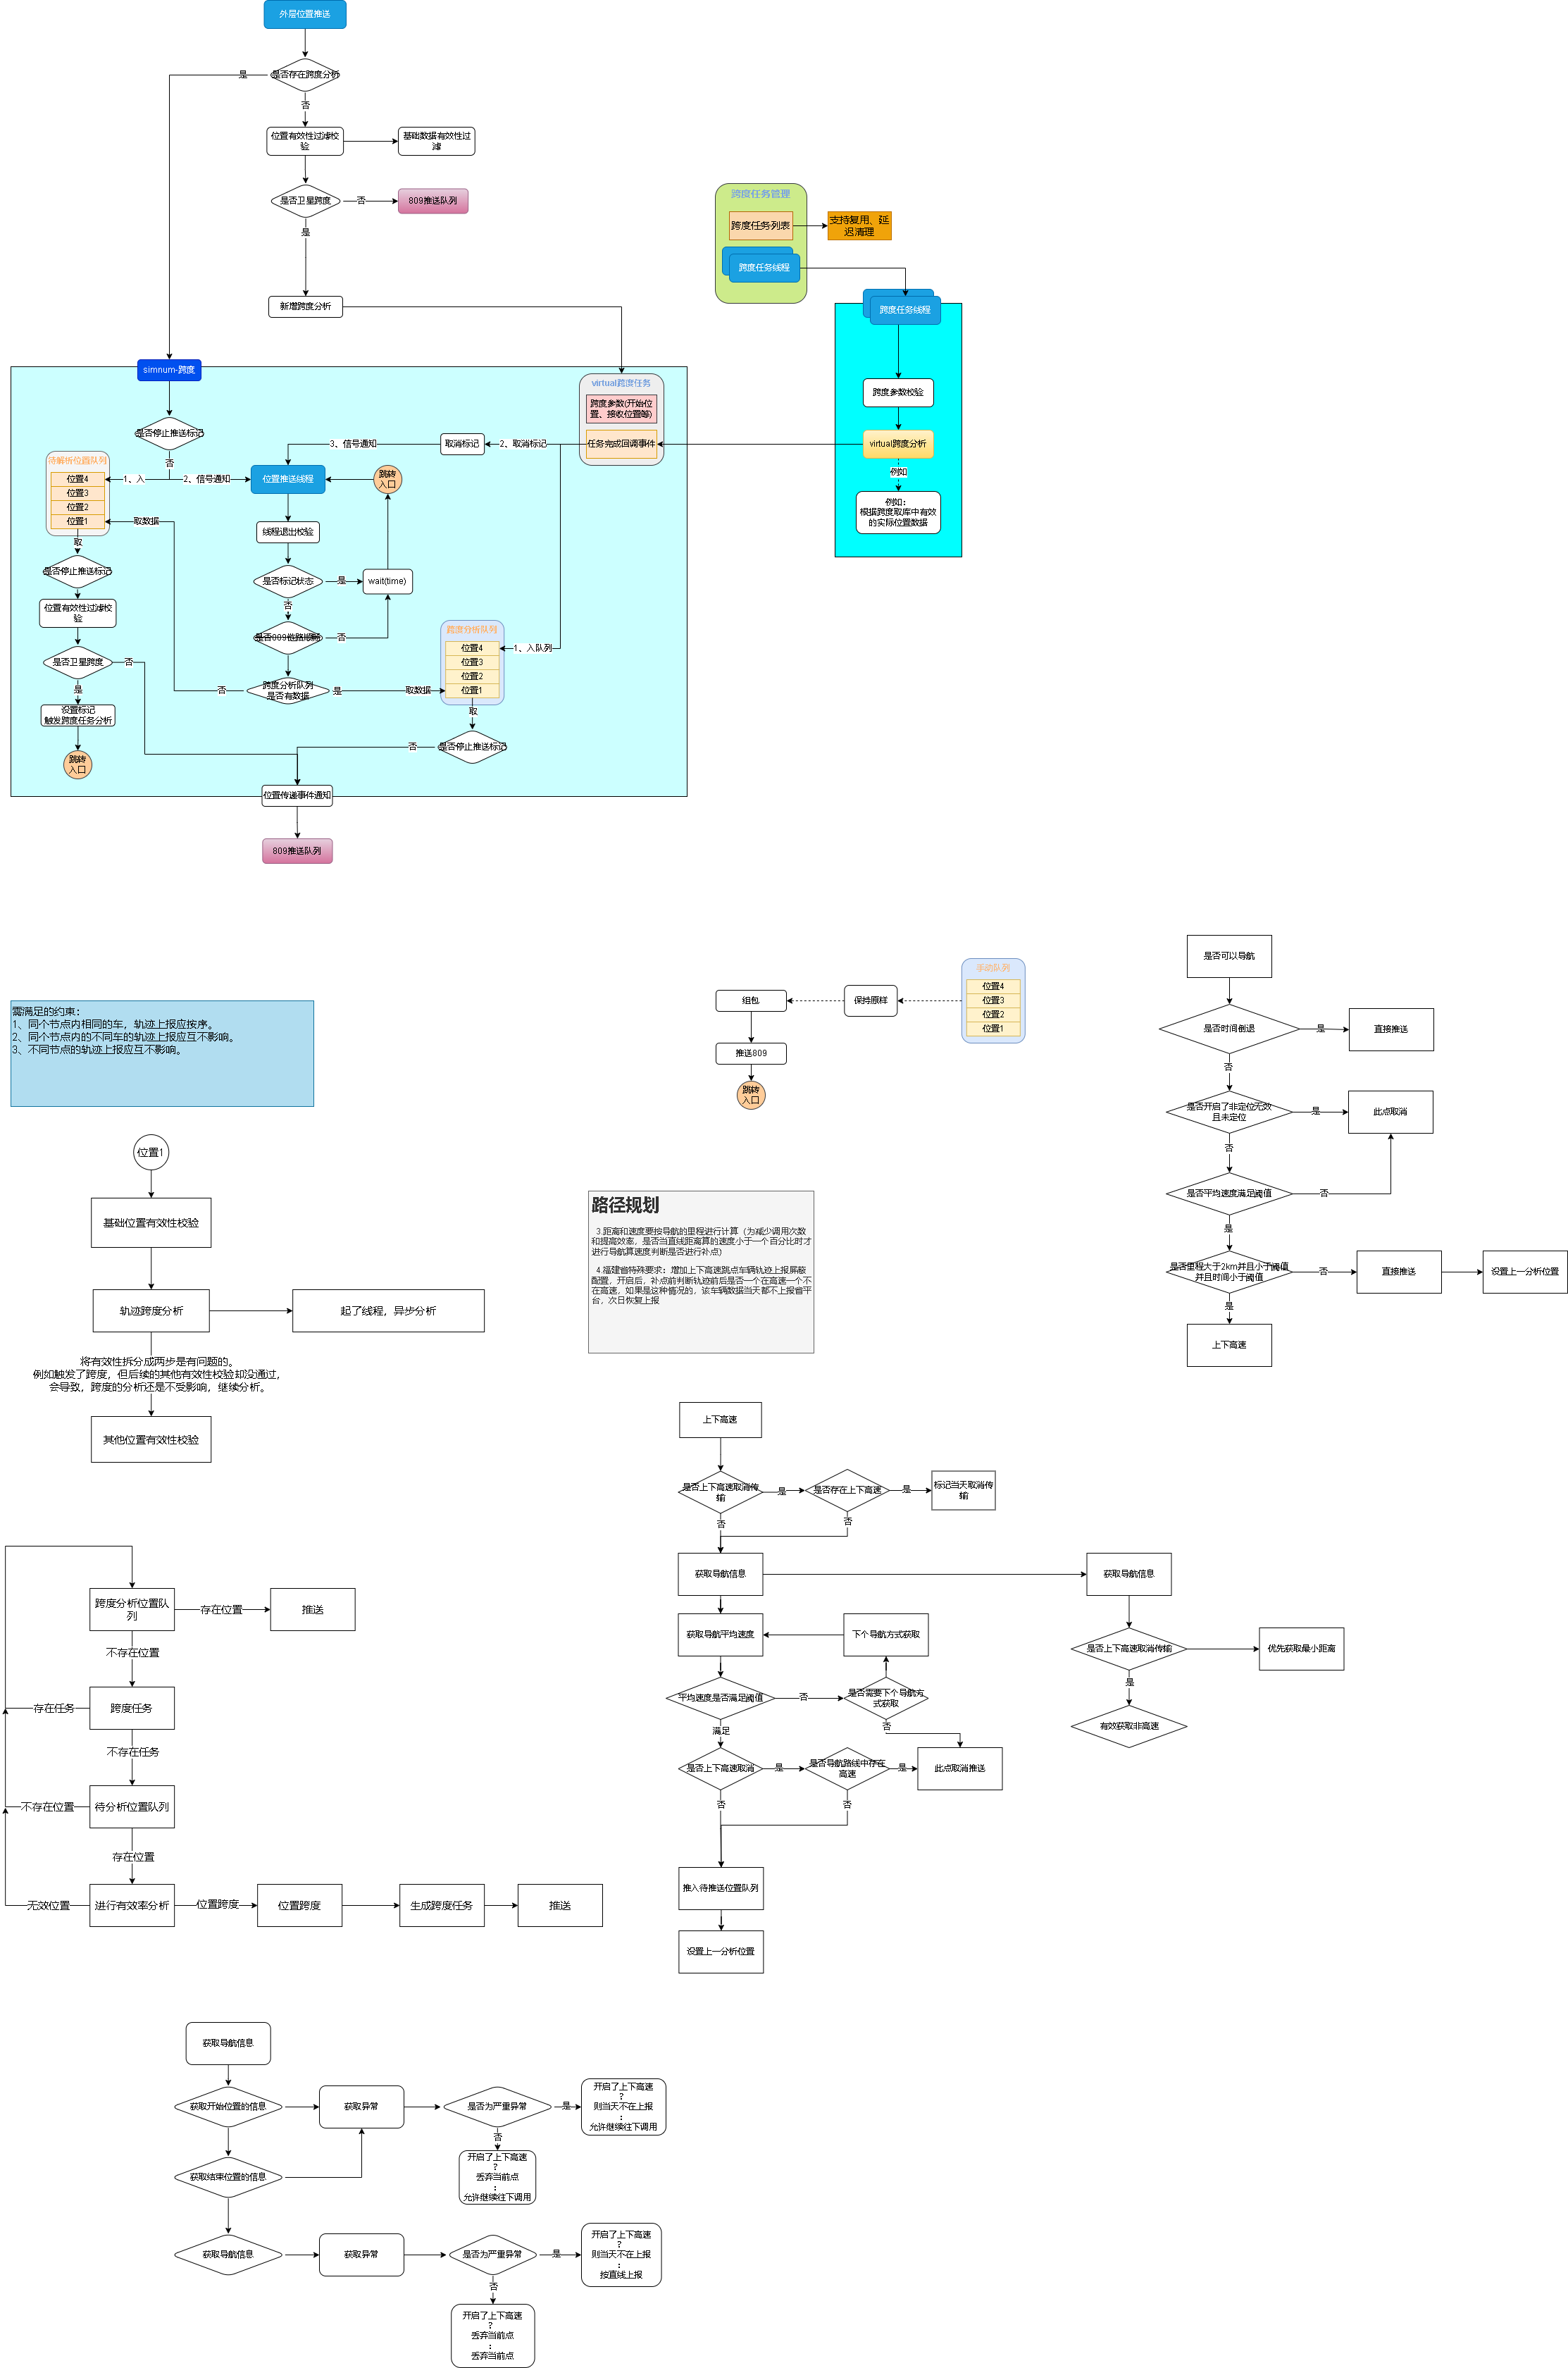 外层位置推送
是否存在跨度分析
是
否
位置有效性过滤校
验
基础数据有效性过
滤
是否卫星跨度
否
809推送队列
是
新增跨度分析
跨度任务管理
跨度任务列表
支持复用、延
迟清理
跨度任务线程
跨度任务线程
跨度参数校验
virtual跨度分析
例如
例如：
根据跨度取库中有效
的实际位置数据
simnum-跨度
是否停止推送标记
否
virtual跨度任务
跨度参数(开始位
置、接收位置等)
任务完成回调事件
2、取消标记
取消标记
3、信号通知
待解析位置队列
位置4
位置3
位置2
位置1
1、入
2、信号通知
位置推送线程
跳转
入口
取数据
线程退出校验
是否标记状态
是
wait(time)
否
是否809链路顺畅
否
跨度分析队列
是否有数据
否
是
取数据
跨度分析队列
位置4
位置3
位置2
位置1
1、入队列
取
是否停止推送标记
否
取
是否停止推送标记
位置有效性过滤校
验
是否卫星跨度
否
是
设置标记
触发跨度任务分析
跳转
入口
位置传递事件通知
809推送队列
需满足的约束：
1、同个节点内相同的车，轨迹上报应按序。
2、同个节点内的不同车的轨迹上报应互不影响。
3、不同节点的轨迹上报应互不影响。
手动队列
位置4
位置3
位置2
位置1
保持原样
组包
推送809
跳转
入口
是否可以导航
是否时间倒退
是
直接推送
否
是否开启了非定位无效
且未定位
是
此点取消
否
是否平均速度满足阈值
否
是
是否里程大于2km并且小于阈值
并且时间小于阈值
否
直接推送
设置上一分析位置
是
上下高速
位置1
基础位置有效性校验
轨迹跨度分析
起了线程，异步分析
将有效性拆分成两步是有问题的。
例如触发了跨度，但后续的其他有效性校验却没通过，
会导致，跨度的分析还是不受影响，继续分析。
其他位置有效性校验
路径规划
3.距离和速度要按导航的里程进行计算（为减少调用次数
和提高效率，是否当直线距离算的速度小于一个百分比时才
进行导航算速度判断是否进行补点)
4.福建省特殊要求：增加上下高速跳点车辆轨迹上报屏蔽
配置，开启后，补点前判断轨迹前后是否一个在高速一个不
在高速，如果是这种情况的，该车辆数据当天都不上报省平
台，次日恢复上报
上下高速
是否上下高速取消传
输
是
是否存在上下高速
是
标记当天取消传
输
否
否
获取导航信息
获取导航信息
获取导航平均速度
下个导航方式获取
是否上下高速取消传输
优先获取最小距离
是
有效获取非高速
平均速度是否满足阈值
否
是否需要下个导航方
式获取
满足
否
是否上下高速取消
是
是否导航路线中存在
高速
是
此点取消推送
否
否
推入待推送位置队列
设置上一分析位置
跨度分析位置队
列
存在位置
推送
不存在位置
跨度任务
存在任务
不存在任务
待分析位置队列
不存在位置
存在位置
进行有效率分析
无效位置
位置跨度
位置跨度
生成跨度任务
推送
获取导航信息
获取开始位置的信息
获取异常
是否为严重异常
是
开启了上下高速
？
则当天不在上报
：
允许继续往下调用
否
开启了上下高速
？
丢弃当前点
：
允许继续往下调用
获取结束位置的信息
获取导航信息
获取异常
是否为严重异常
是
开启了上下高速
？
则当天不在上报
：
按直线上报
否
开启了上下高速
？
丢弃当前点
：
丢弃当前点